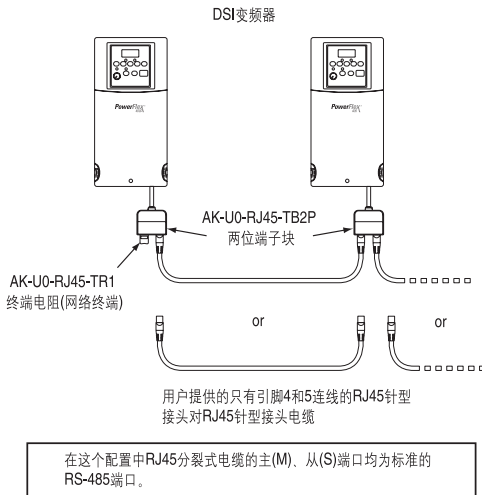 DSI变频器
PowerFlex
PowerFlex
AK-U0-RJ45-TB2P
两位端子块
AK-U0-RJ45-TR1
终端电阻(网络终端)
or
or
用户提供的只有引脚4和5连线的RJ45针型
接头对RJ45针型接头电缆
在这个配置中RJ45分裂式电缆的主(M)、从(S)端口均为标准的
RS-485端口。